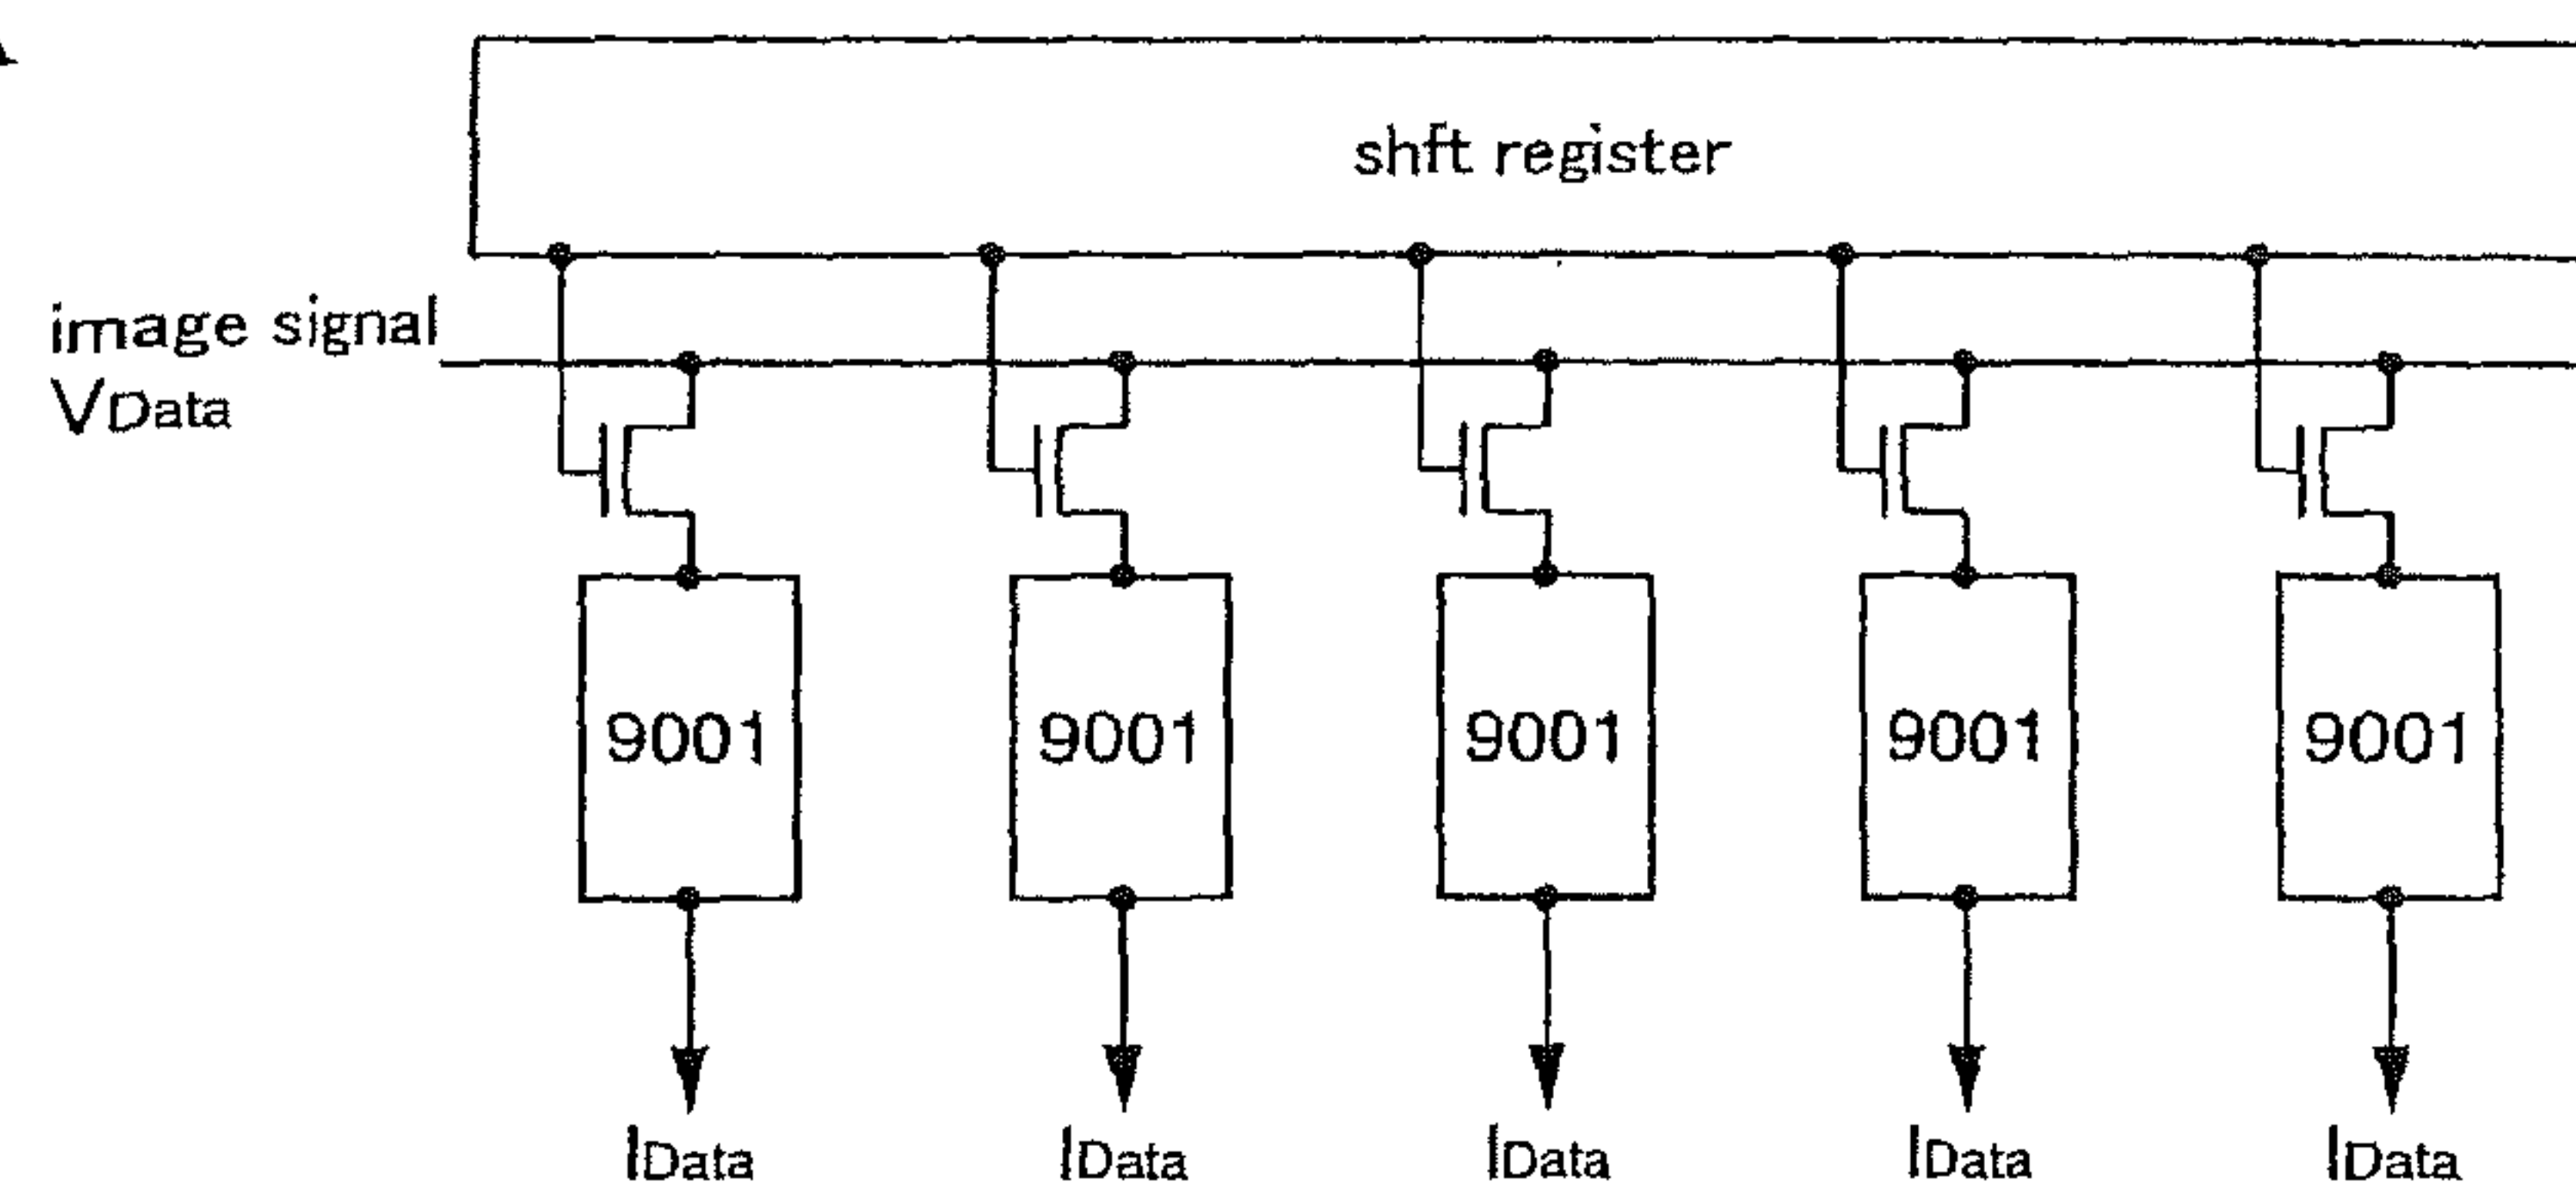 shft register
image signal
VData
9001 9001 9001 9001 9001
IData IData IData IData IData